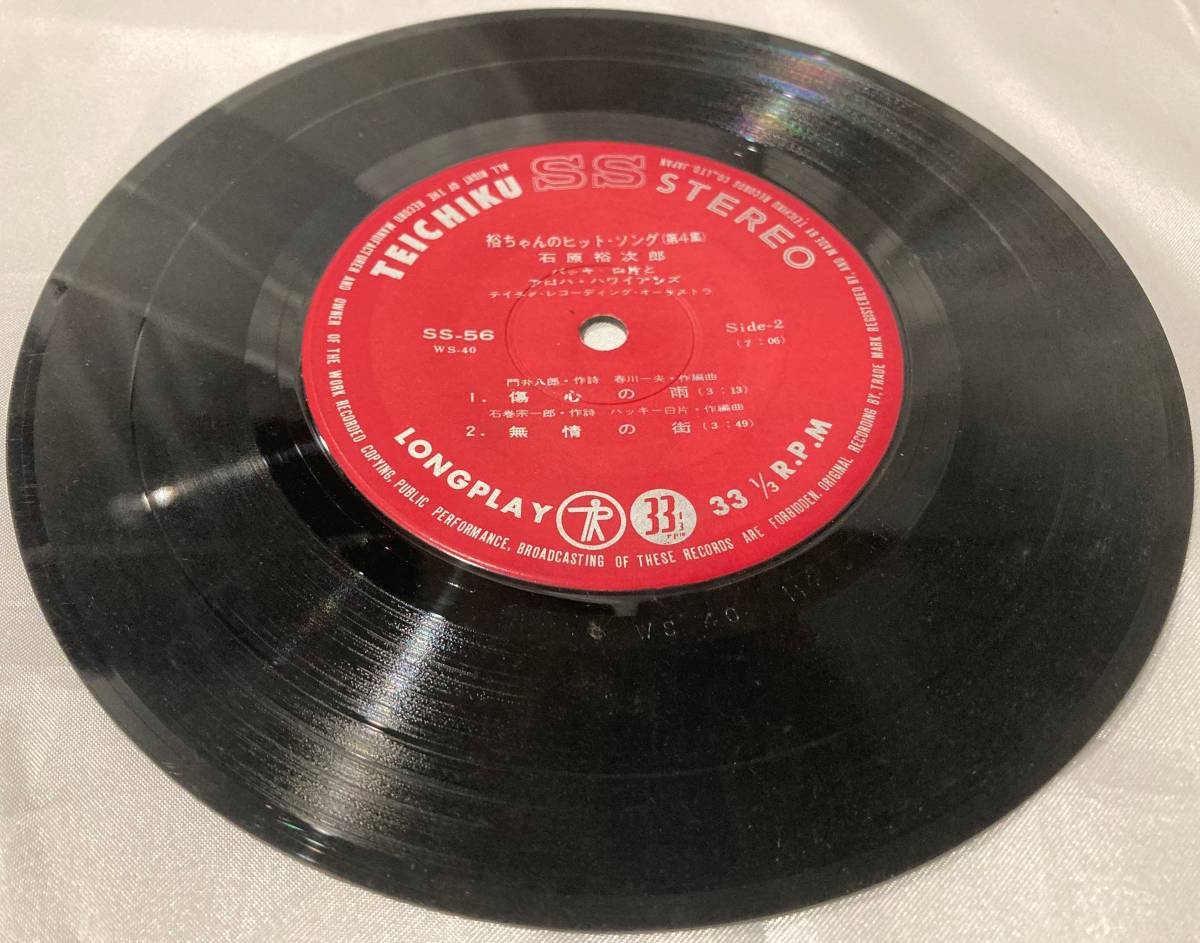 TEICHIKU SS STEREO
裕ちゃんのヒット・ソング(第4集)
石原裕次郎
バッキー白片と
アロハ・ハワイアンズ
テイチク・レコーディング・オーケストラ
SS-56
WS-40
Side-2
(7:06)
門井八郎・作詩 春川一夫・作編曲
1. 傷心の雨 (3:13)
石巻宗一郎・作詩 バッキー白片・作編曲
2. 無情の街 (3:49)
LONGPLAY TR 33 1/3 rpm 33 1/3 R.P.M
ALL RIGHT OF THE RECORD MANUFACTURER AND OWNER OF THE WORK RECORDED COPYING, PUBLIC PERFORMANCE, BROADCASTING OF THESE RECORDS ARE FORBIDDEN. ORIGINAL RECORDING BY, TRADE MARK REGISTERED BY, AND MADE BY TEICHIKU RECORDS CO., LTD. JAPAN
WS 40